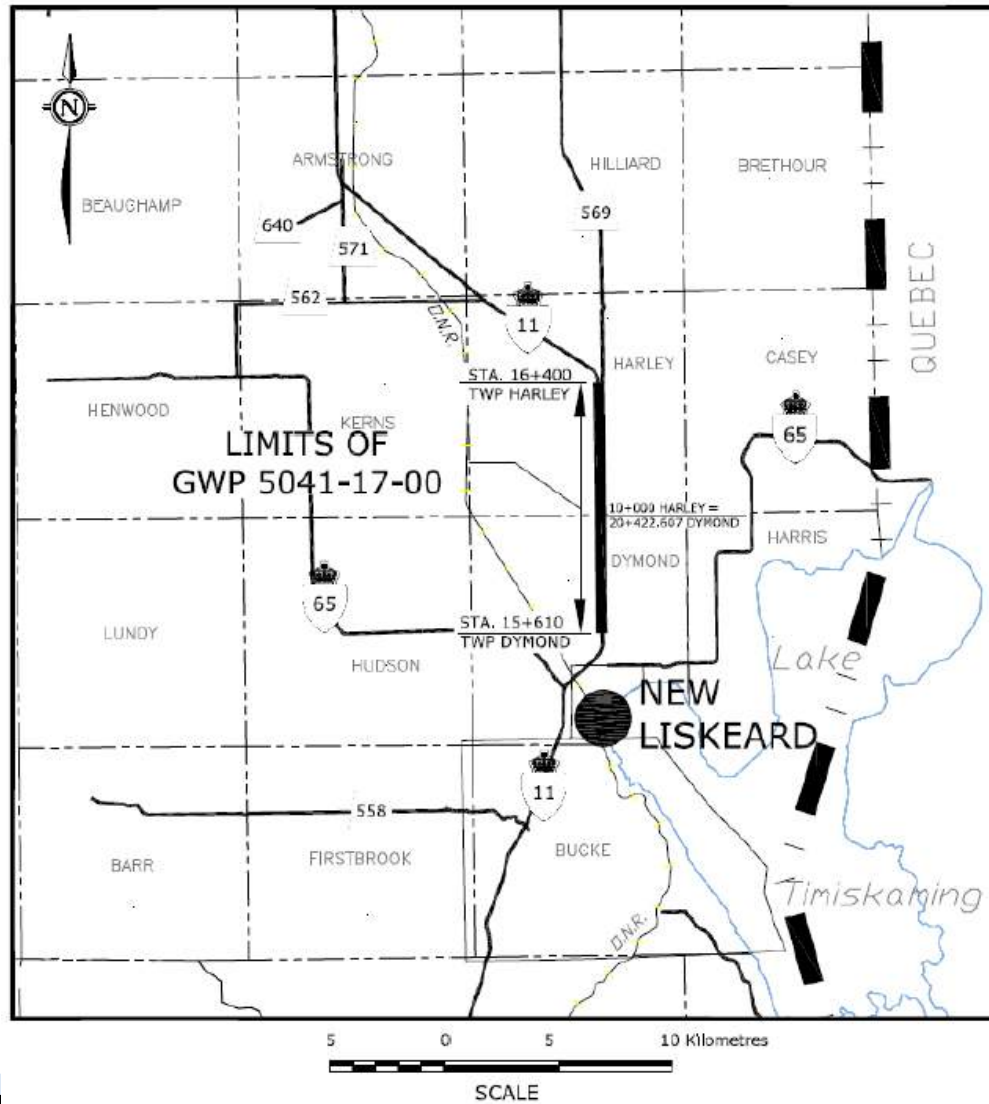 N
ARMSTRONG
HILLIARD
BRETHOUR
BEAUCHAMP
640
571
569
562
O.N.R.
11
QUEBEC
HARLEY
CASEY
STA. 16+400
TWP HARLEY
65
HENWOOD
KERNS
LIMITS OF
GWP 5041-17-00
10+000 HARLEY =
20+422.607 DYMOND
HARRIS
DYMOND
65
STA. 15+610
TWP DYMOND
LUNDY
HUDSON
Lake
NEW
LISKEARD
11
558
BUCKE
BARR
FIRSTBROOK
Timiskaming
O.N.R.
5 0 5 10 Kilometres
SCALE